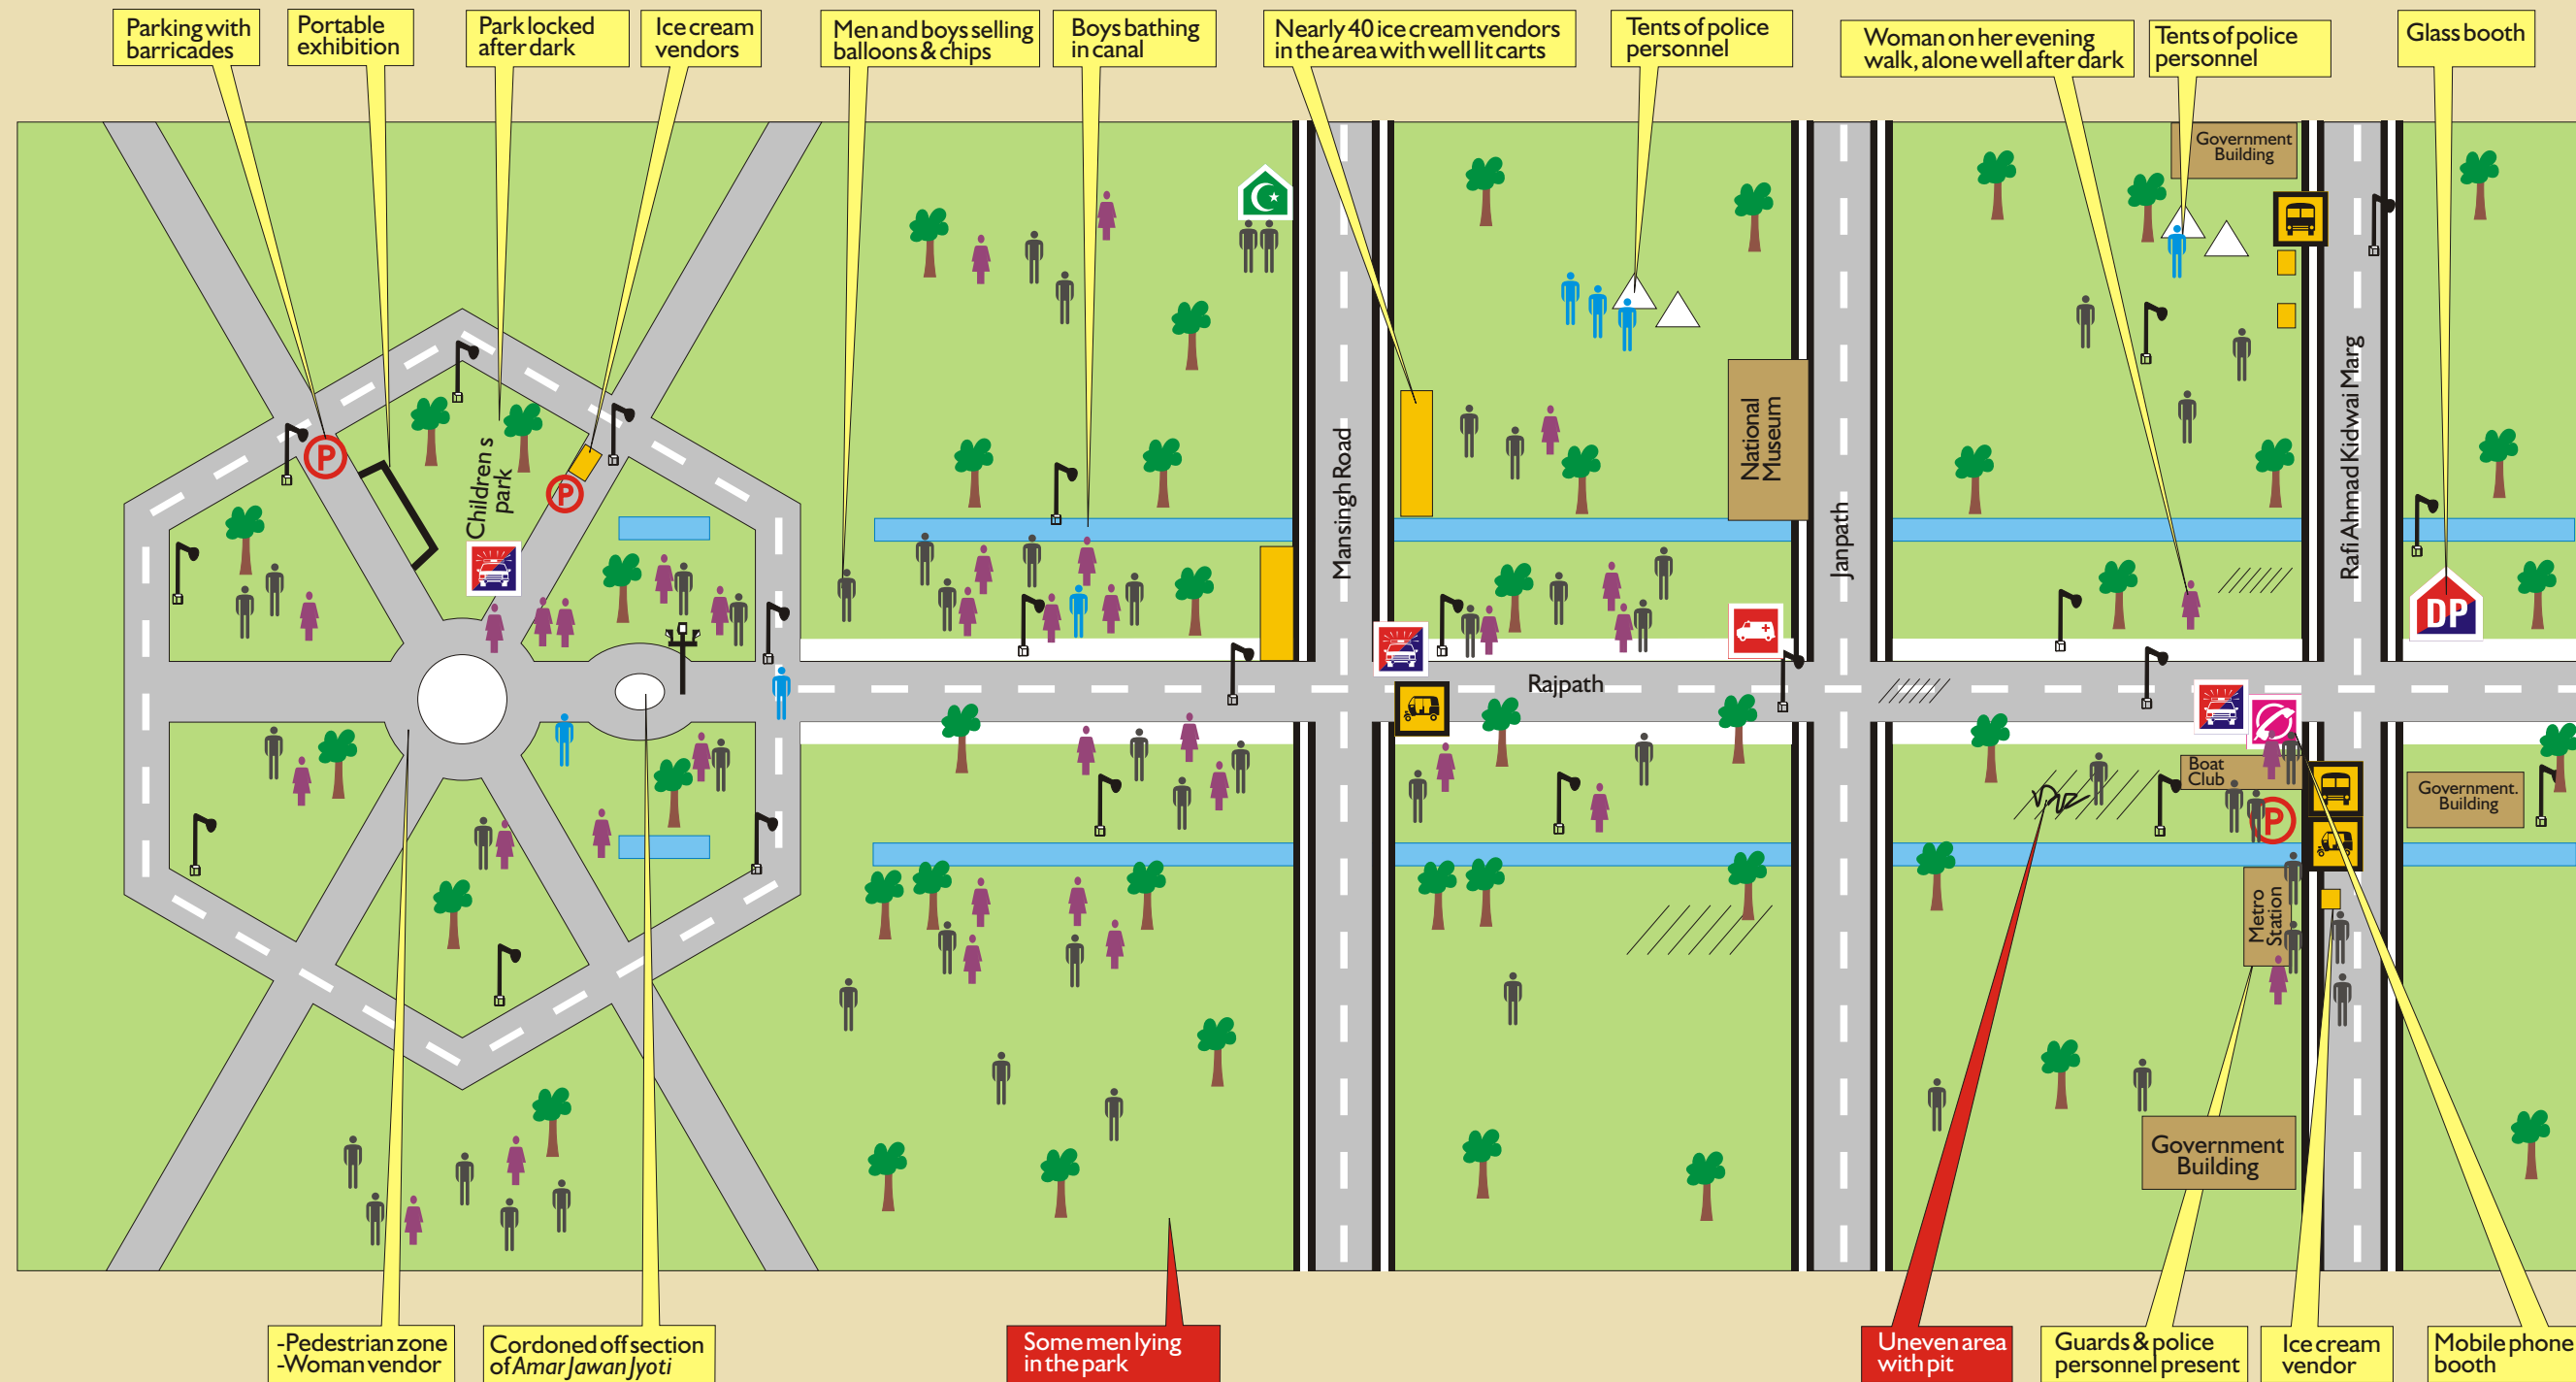 Parking with
barricades
Portable
exhibition
Park locked
after dark
Ice cream
vendors
Men and boys selling
balloons & chips
Boys bathing
in canal
Nearly 40 ice cream vendors
in the area with well lit carts
Tents of police
personnel
Woman on her evening
walk, alone well after dark
Tents of police
personnel
Glass booth
Government
Building
P
Children s
park
P
Mansingh Road
National
Museum
Janpath
Rafi Ahmad Kidwai Marg
DP
Rajpath
Boat
Club
P
Government.
Building
Metro
Station
Government
Building
-Pedestrian zone
-Woman vendor
Cordoned off section
of Amar Jawan Jyoti
Some men lying
in the park
Uneven area
with pit
Guards & police
personnel present
Ice cream
vendor
Mobile phone
booth